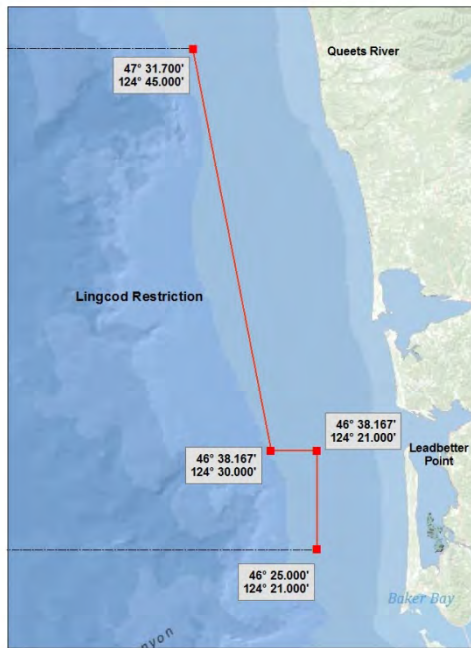 Queets River
47° 31.700'
124° 45.000'
Lingcod Restriction
46° 38.167'
124° 21.000'
46° 38.167'
124° 30.000'
Leadbetter
Point
46° 25.000'
124° 21.000'
Baker Bay
nyon